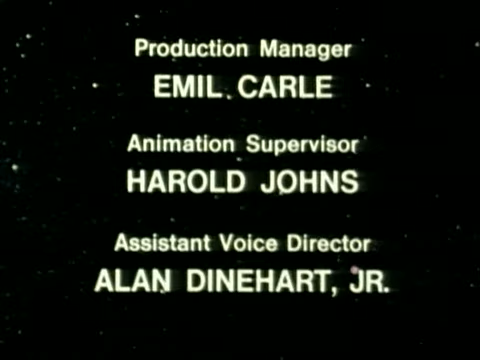 Production Manager
EMIL CARLE
Animation Supervisor
HAROLD JOHNS
Assistant Voice Director
ALAN DINEHART, JR.